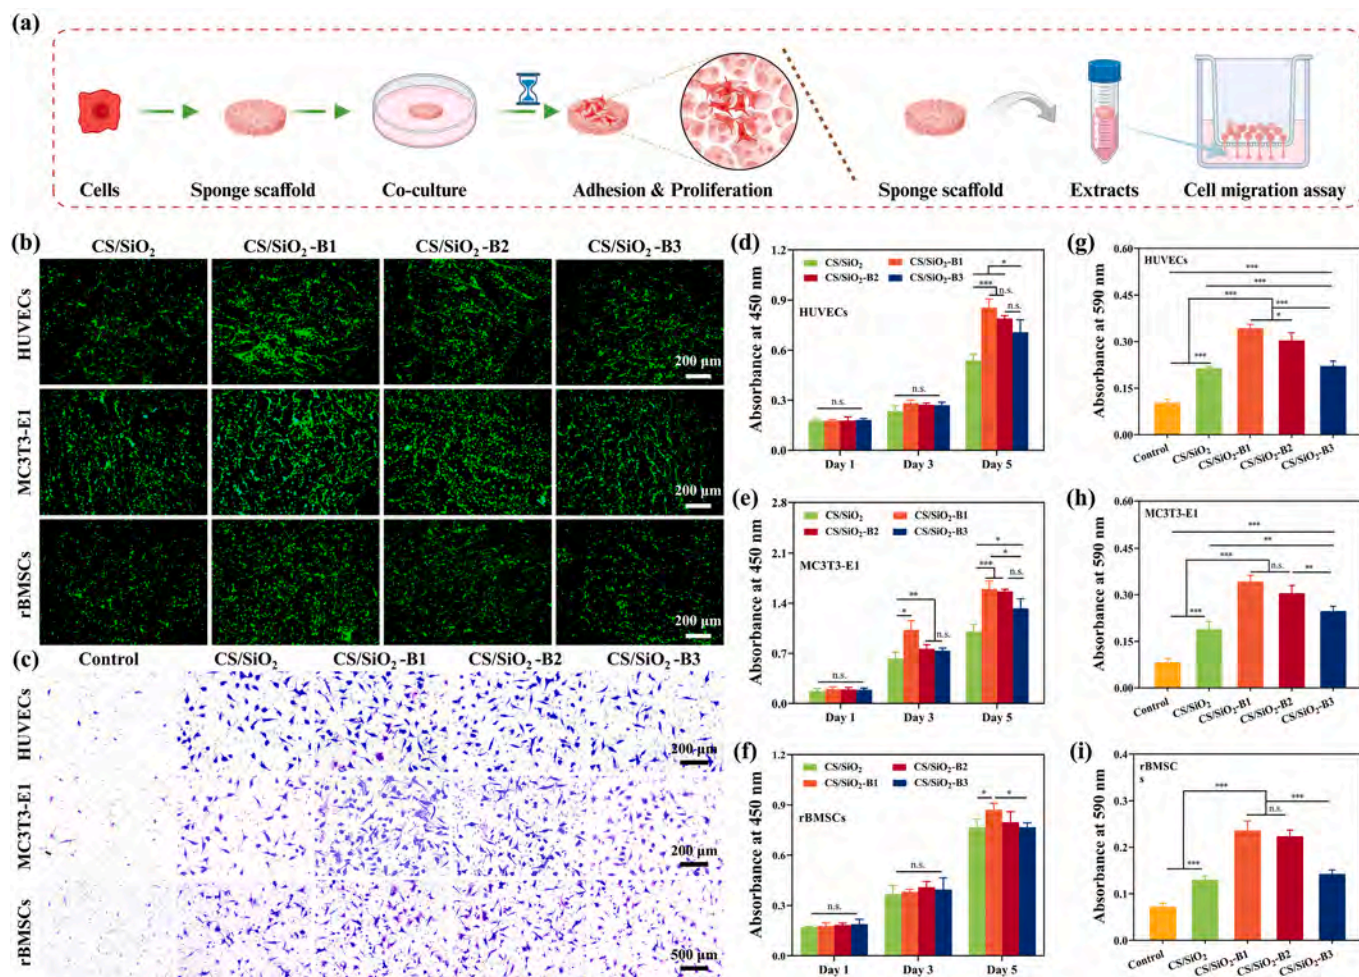 (a)
Cells
Sponge scaffold
Co-culture
Adhesion & Proliferation
Sponge scaffold
Extracts
Cell migration assay
(b)
CS/SiO₂
CS/SiO₂-B1
CS/SiO₂-B2
CS/SiO₂-B3
HUVECs
200 μm
MC3T3-E1
200 μm
rBMSCs
200 μm
(c)
Control
CS/SiO₂
CS/SiO₂-B1
CS/SiO₂-B2
CS/SiO₂-B3
HUVECs
200 μm
MC3T3-E1
200 μm
rBMSCs
500 μm
(d)
Absorbance at 450 nm
1.2
0.9
0.6
0.3
0.0
CS/SiO₂
CS/SiO₂-B1
CS/SiO₂-B2
CS/SiO₂-B3
HUVECs
n.s.
n.s.
*
***
n.s.
n.s.
Day 1
Day 3
Day 5
(e)
Absorbance at 450 nm
2.8
2.1
1.4
0.7
0.0
CS/SiO₂
CS/SiO₂-B1
CS/SiO₂-B2
CS/SiO₂-B3
MC3T3-E1
n.s.
**
*
n.s.
*
*
***
n.s.
Day 1
Day 3
Day 5
(f)
Absorbance at 450 nm
1.2
0.9
0.6
0.3
0.0
CS/SiO₂
CS/SiO₂-B2
CS/SiO₂-B1
CS/SiO₂-B3
rBMSCs
n.s.
n.s.
*
*
Day 1
Day 3
Day 5
(g)
Absorbance at 590 nm
0.60
0.45
0.30
0.15
0.00
HUVECs
***
***
***
***
*
***
Control
CS/SiO₂
CS/SiO₂-B1
CS/SiO₂-B2
CS/SiO₂-B3
(h)
Absorbance at 590 nm
0.60
0.45
0.30
0.15
0.00
MC3T3-E1
***
**
***
n.s.
**
***
Control
CS/SiO₂
CS/SiO₂-B1
CS/SiO₂-B2
CS/SiO₂-B3
(i)
Absorbance at 590 nm
0.4
0.3
0.2
0.1
0.0
rBMSC
s
***
***
n.s.
***
Control
CS/SiO₂
CS/SiO₂-B1
CS/SiO₂-B2
CS/SiO₂-B3